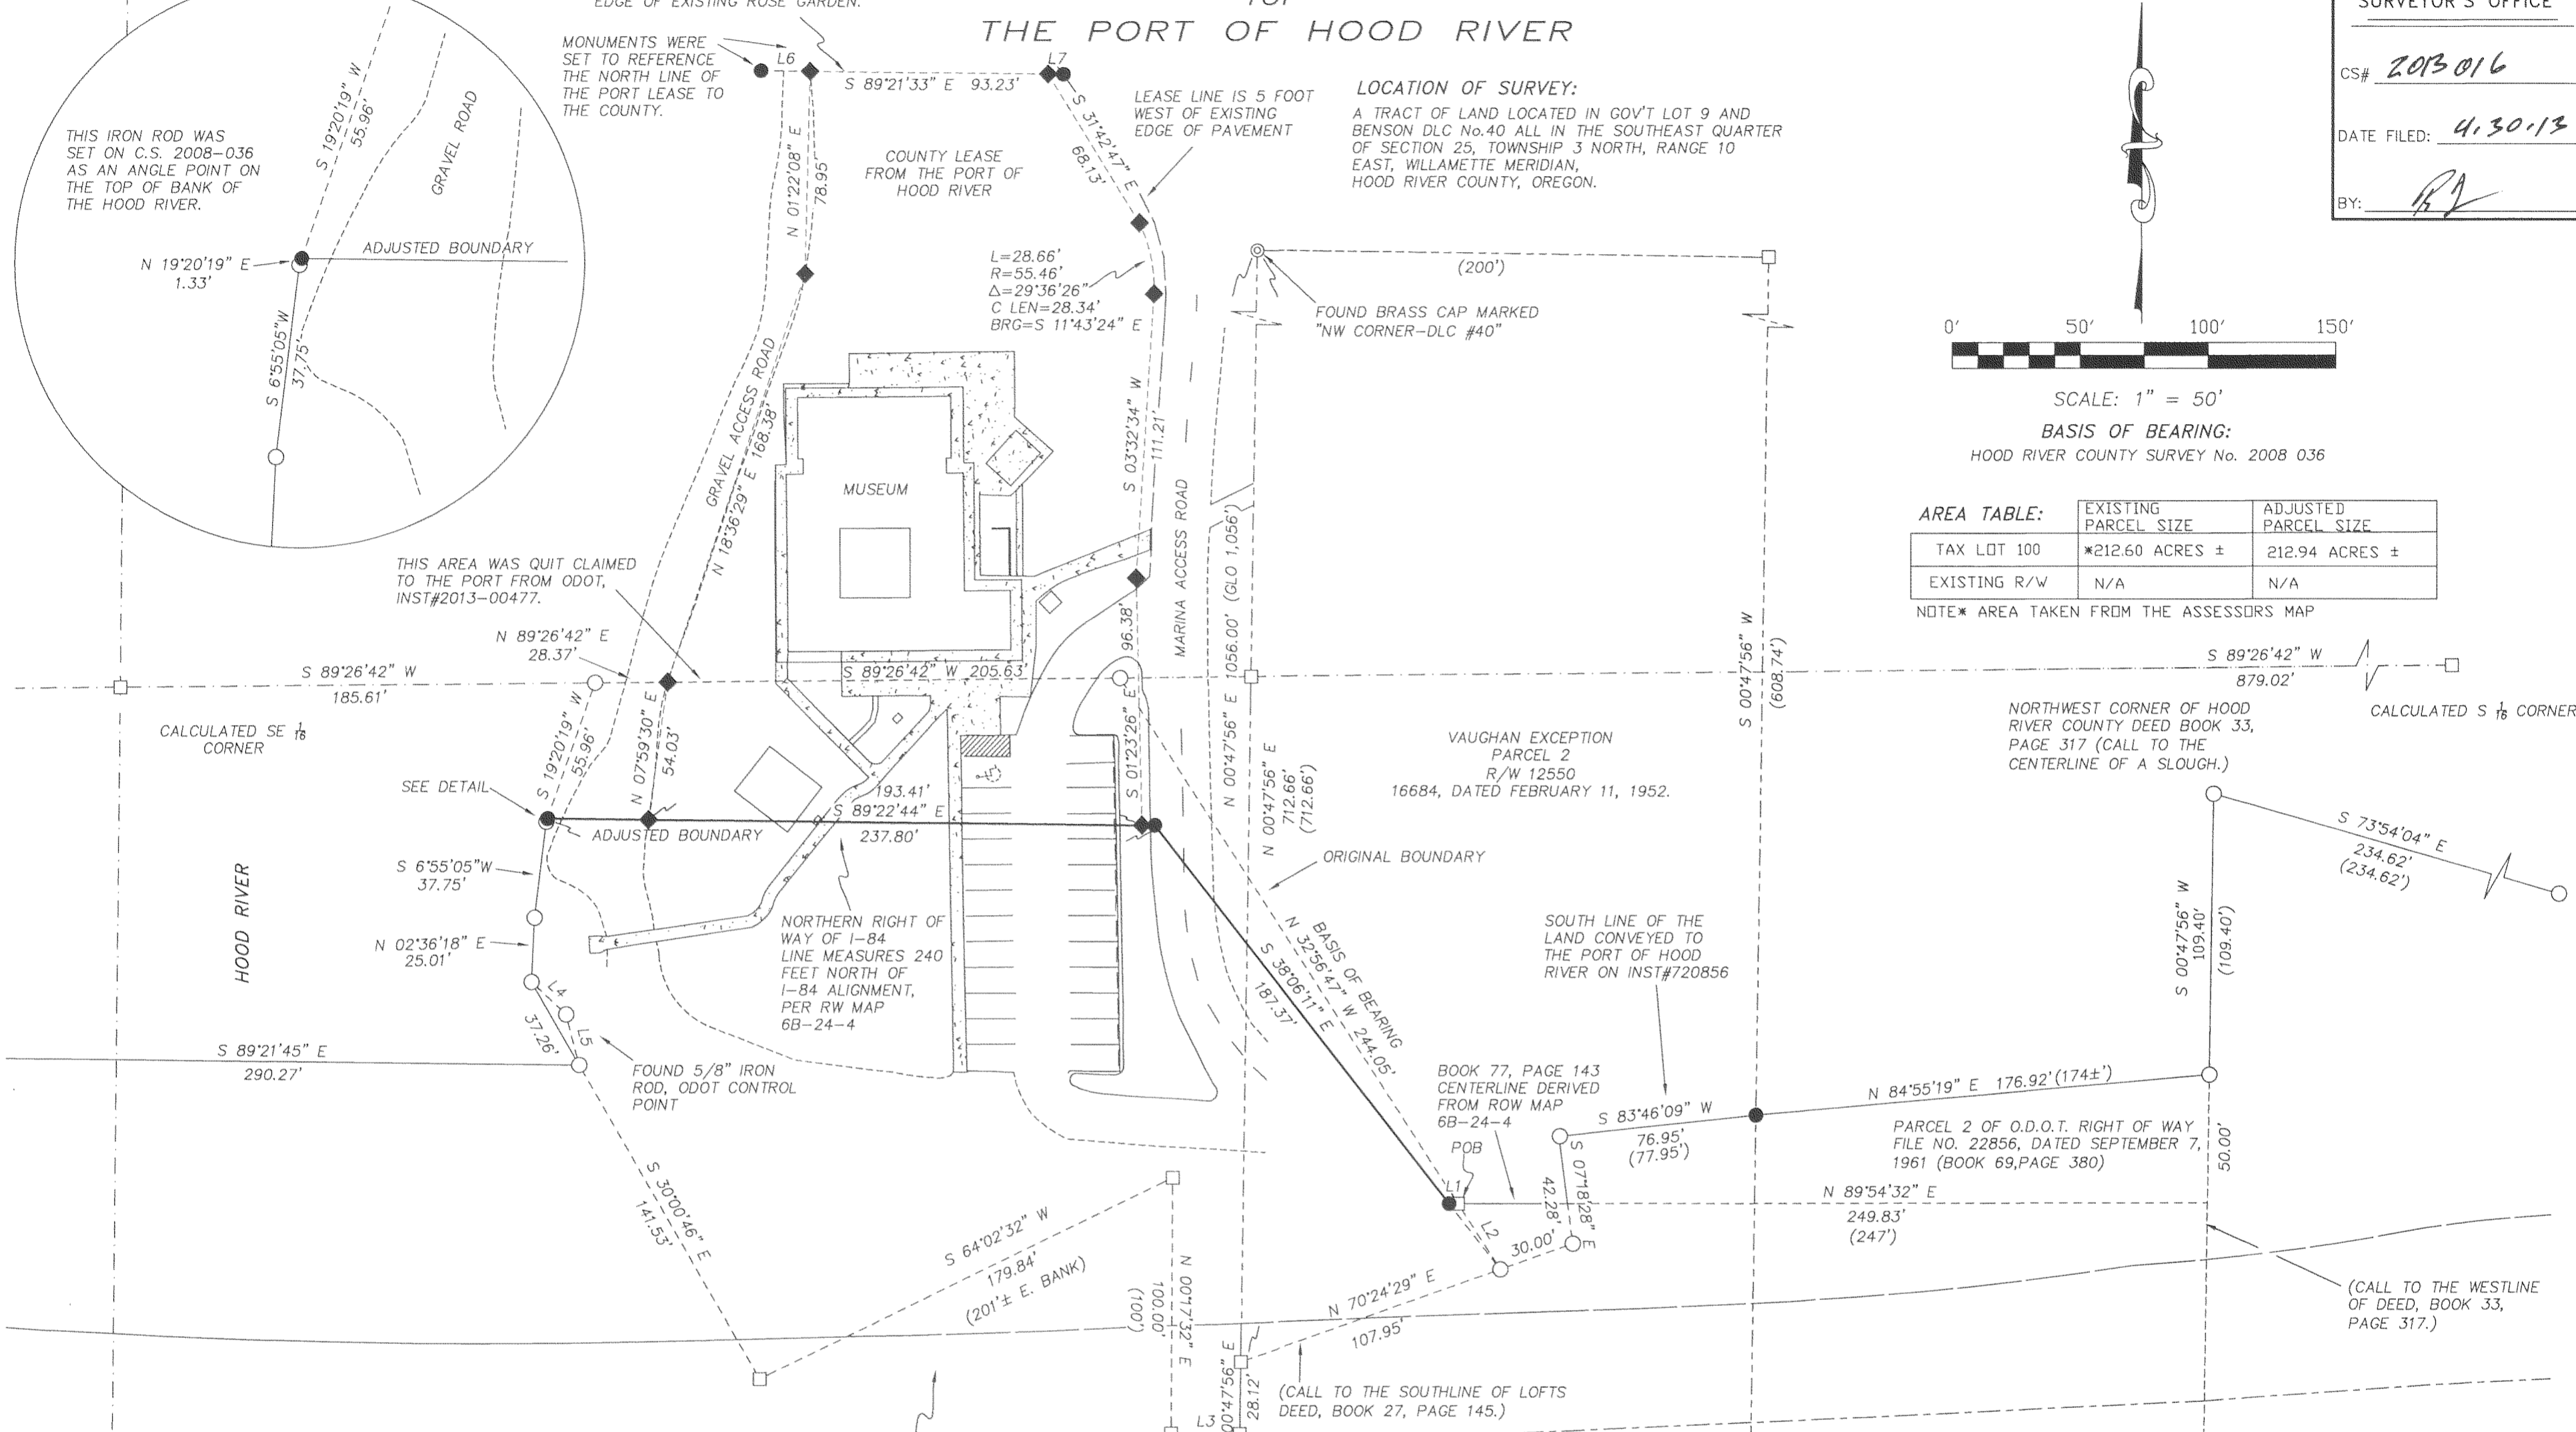 EDGE OF EXISTING ROSE GARDEN.
THE PORT OF HOOD RIVER
SURVEYOR'S OFFICE
CS# 2013 016
DATE FILED: 4.30.13
BY:
MONUMENTS WERE
SET TO REFERENCE
THE NORTH LINE OF
THE PORT LEASE TO
THE COUNTY.
L6
L7
S 89°21'33" E 93.23'
S 31°42'47" E
68.13'
LEASE LINE IS 5 FOOT
WEST OF EXISTING
EDGE OF PAVEMENT
LOCATION OF SURVEY:
A TRACT OF LAND LOCATED IN GOV'T LOT 9 AND
BENSON DLC No.40 ALL IN THE SOUTHEAST QUARTER
OF SECTION 25, TOWNSHIP 3 NORTH, RANGE 10
EAST, WILLAMETTE MERIDIAN,
HOOD RIVER COUNTY, OREGON.
THIS IRON ROD WAS
SET ON C.S. 2008-036
AS AN ANGLE POINT ON
THE TOP OF BANK OF
THE HOOD RIVER.
S 19°20'19" W
55.96'
GRAVEL ROAD
N 19°20'19" E
1.33'
ADJUSTED BOUNDARY
S 6°55'05"W
37.75'
N 01°22'08" E
78.95'
COUNTY LEASE
FROM THE PORT OF
HOOD RIVER
L=28.66'
R=55.46'
Δ=29°36'26"
C LEN=28.34'
BRG=S 11°43'24" E
(200')
FOUND BRASS CAP MARKED
"NW CORNER-DLC #40"
0' 50' 100' 150'
SCALE: 1" = 50'
BASIS OF BEARING:
HOOD RIVER COUNTY SURVEY No. 2008 036
GRAVEL ACCESS ROAD
N 18°36'29" E 168.38'
MUSEUM
S 03°32'34" W
111.21'
MARINA ACCESS ROAD
N 00°47'56" E 1056.00' (GLO 1,056')
AREA TABLE:
EXISTING
PARCEL SIZE
ADJUSTED
PARCEL SIZE
TAX LOT 100 *212.60 ACRES ± 212.94 ACRES ±
EXISTING R/W N/A N/A
NOTE* AREA TAKEN FROM THE ASSESSORS MAP
THIS AREA WAS QUIT CLAIMED
TO THE PORT FROM ODOT,
INST#2013-00477.
N 89°26'42" E
28.37'
S 89°26'42" W
185.61'
S 89°26'42" W 205.63'
96.38'
S 01°23'26" E
S 00°47'56" W
(608.74')
S 89°26'42" W
879.02'
CALCULATED SE 1/16
CORNER
CALCULATED S 1/16 CORNER
NORTHWEST CORNER OF HOOD
RIVER COUNTY DEED BOOK 33,
PAGE 317 (CALL TO THE
CENTERLINE OF A SLOUGH.)
S 19°20'19" W
55.96'
N 07°59'30" E
54.03'
VAUGHAN EXCEPTION
PARCEL 2
R/W 12550
16684, DATED FEBRUARY 11, 1952.
N 00°47'56" E
712.66'
(712.66')
SEE DETAIL
193.41'
S 89°22'44" E
237.80'
ADJUSTED BOUNDARY
ORIGINAL BOUNDARY
S 73°54'04" E
234.62'
(234.62')
HOOD RIVER
S 6°55'05"W
37.75'
N 02°36'18" E
25.01'
NORTHERN RIGHT OF
WAY OF I-84
LINE MEASURES 240
FEET NORTH OF
I-84 ALIGNMENT,
PER RW MAP
6B-24-4
BASIS OF BEARING
N 32°56'47" W 244.05'
S 38°06'11" E
187.37'
SOUTH LINE OF THE
LAND CONVEYED TO
THE PORT OF HOOD
RIVER ON INST#720856
S 00°47'56" W
109.40'
(109.40')
L4
L5
37.26'
S 89°21'45" E
290.27'
FOUND 5/8" IRON
ROD, ODOT CONTROL
POINT
BOOK 77, PAGE 143
CENTERLINE DERIVED
FROM ROW MAP
6B-24-4
POB
S 83°46'09" W
76.95'
(77.95')
N 84°55'19" E 176.92'(174±')
PARCEL 2 OF O.D.O.T. RIGHT OF WAY
FILE NO. 22856, DATED SEPTEMBER 7,
1961 (BOOK 69,PAGE 380)
50.00'
L1
L2
S 07°18'28" E
42.28'
30.00'
N 89°54'32" E
249.83'
(247')
S 30°00'46" E
141.53'
S 64°02'32" W
179.84'
(201'± E. BANK)
N 00°17'32" E
100.00'
(100')
N 70°24'29" E
107.95'
(CALL TO THE WESTLINE
OF DEED, BOOK 33,
PAGE 317.)
00°47'56" E
28.12'
L3
(CALL TO THE SOUTHLINE OF LOFTS
DEED, BOOK 27, PAGE 145.)